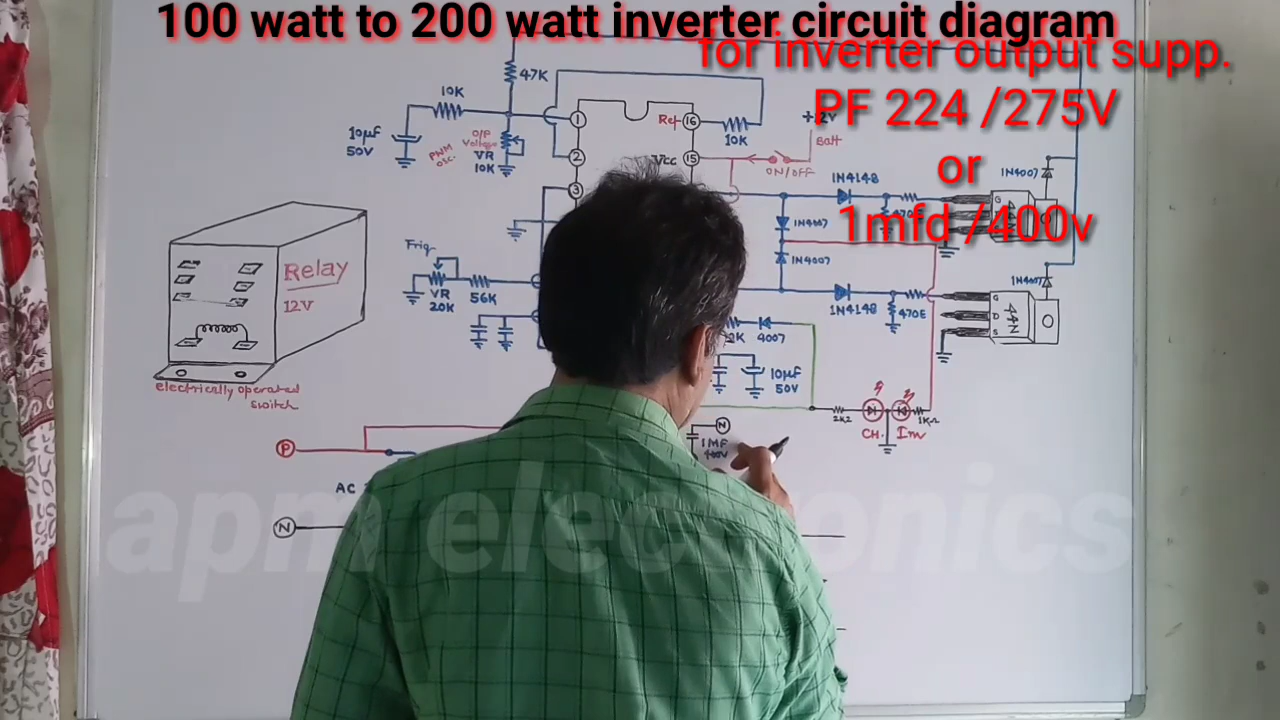 100 watt to 200 watt inverter circuit diagram
for inverter output supp.
PF 224 /275V
or
1mfd /400v
47K
10K
10µf
50V
PWM
osc.
O/P
Voltage
VR
10K
1
2
3
Ref
16
10K
Vcc
15
+12V
Batt
ON/OFF
1N4148
470E
1N4007
1N4007
1N4007
1N4007
1N4148
470E
G
D
S
44N
Friq
VR
20K
56K
4007
10µf
50V
Relay
12V
electrically operated
switch
2K2
CH.
Inv
1K
N
1MF
400V
P
AC
N
apm electronics